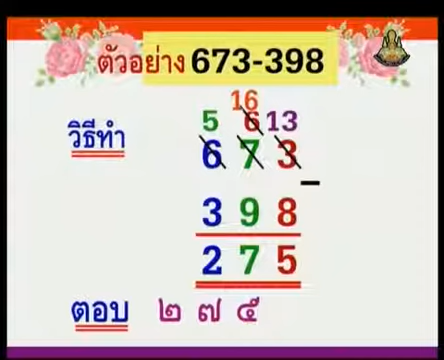 ตัวอย่าง 673-398
16
5 6 13
วิธีทำ 6 7 3
–
3 9 8
2 7 5
ตอบ ๒ ๗ ๕